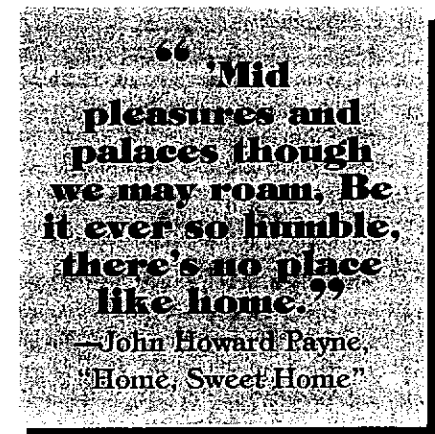 “ 'Mid
pleasures and
palaces though
we may roam, Be
it ever so humble,
there's no place
like home.”
—John Howard Payne,
“Home, Sweet Home”